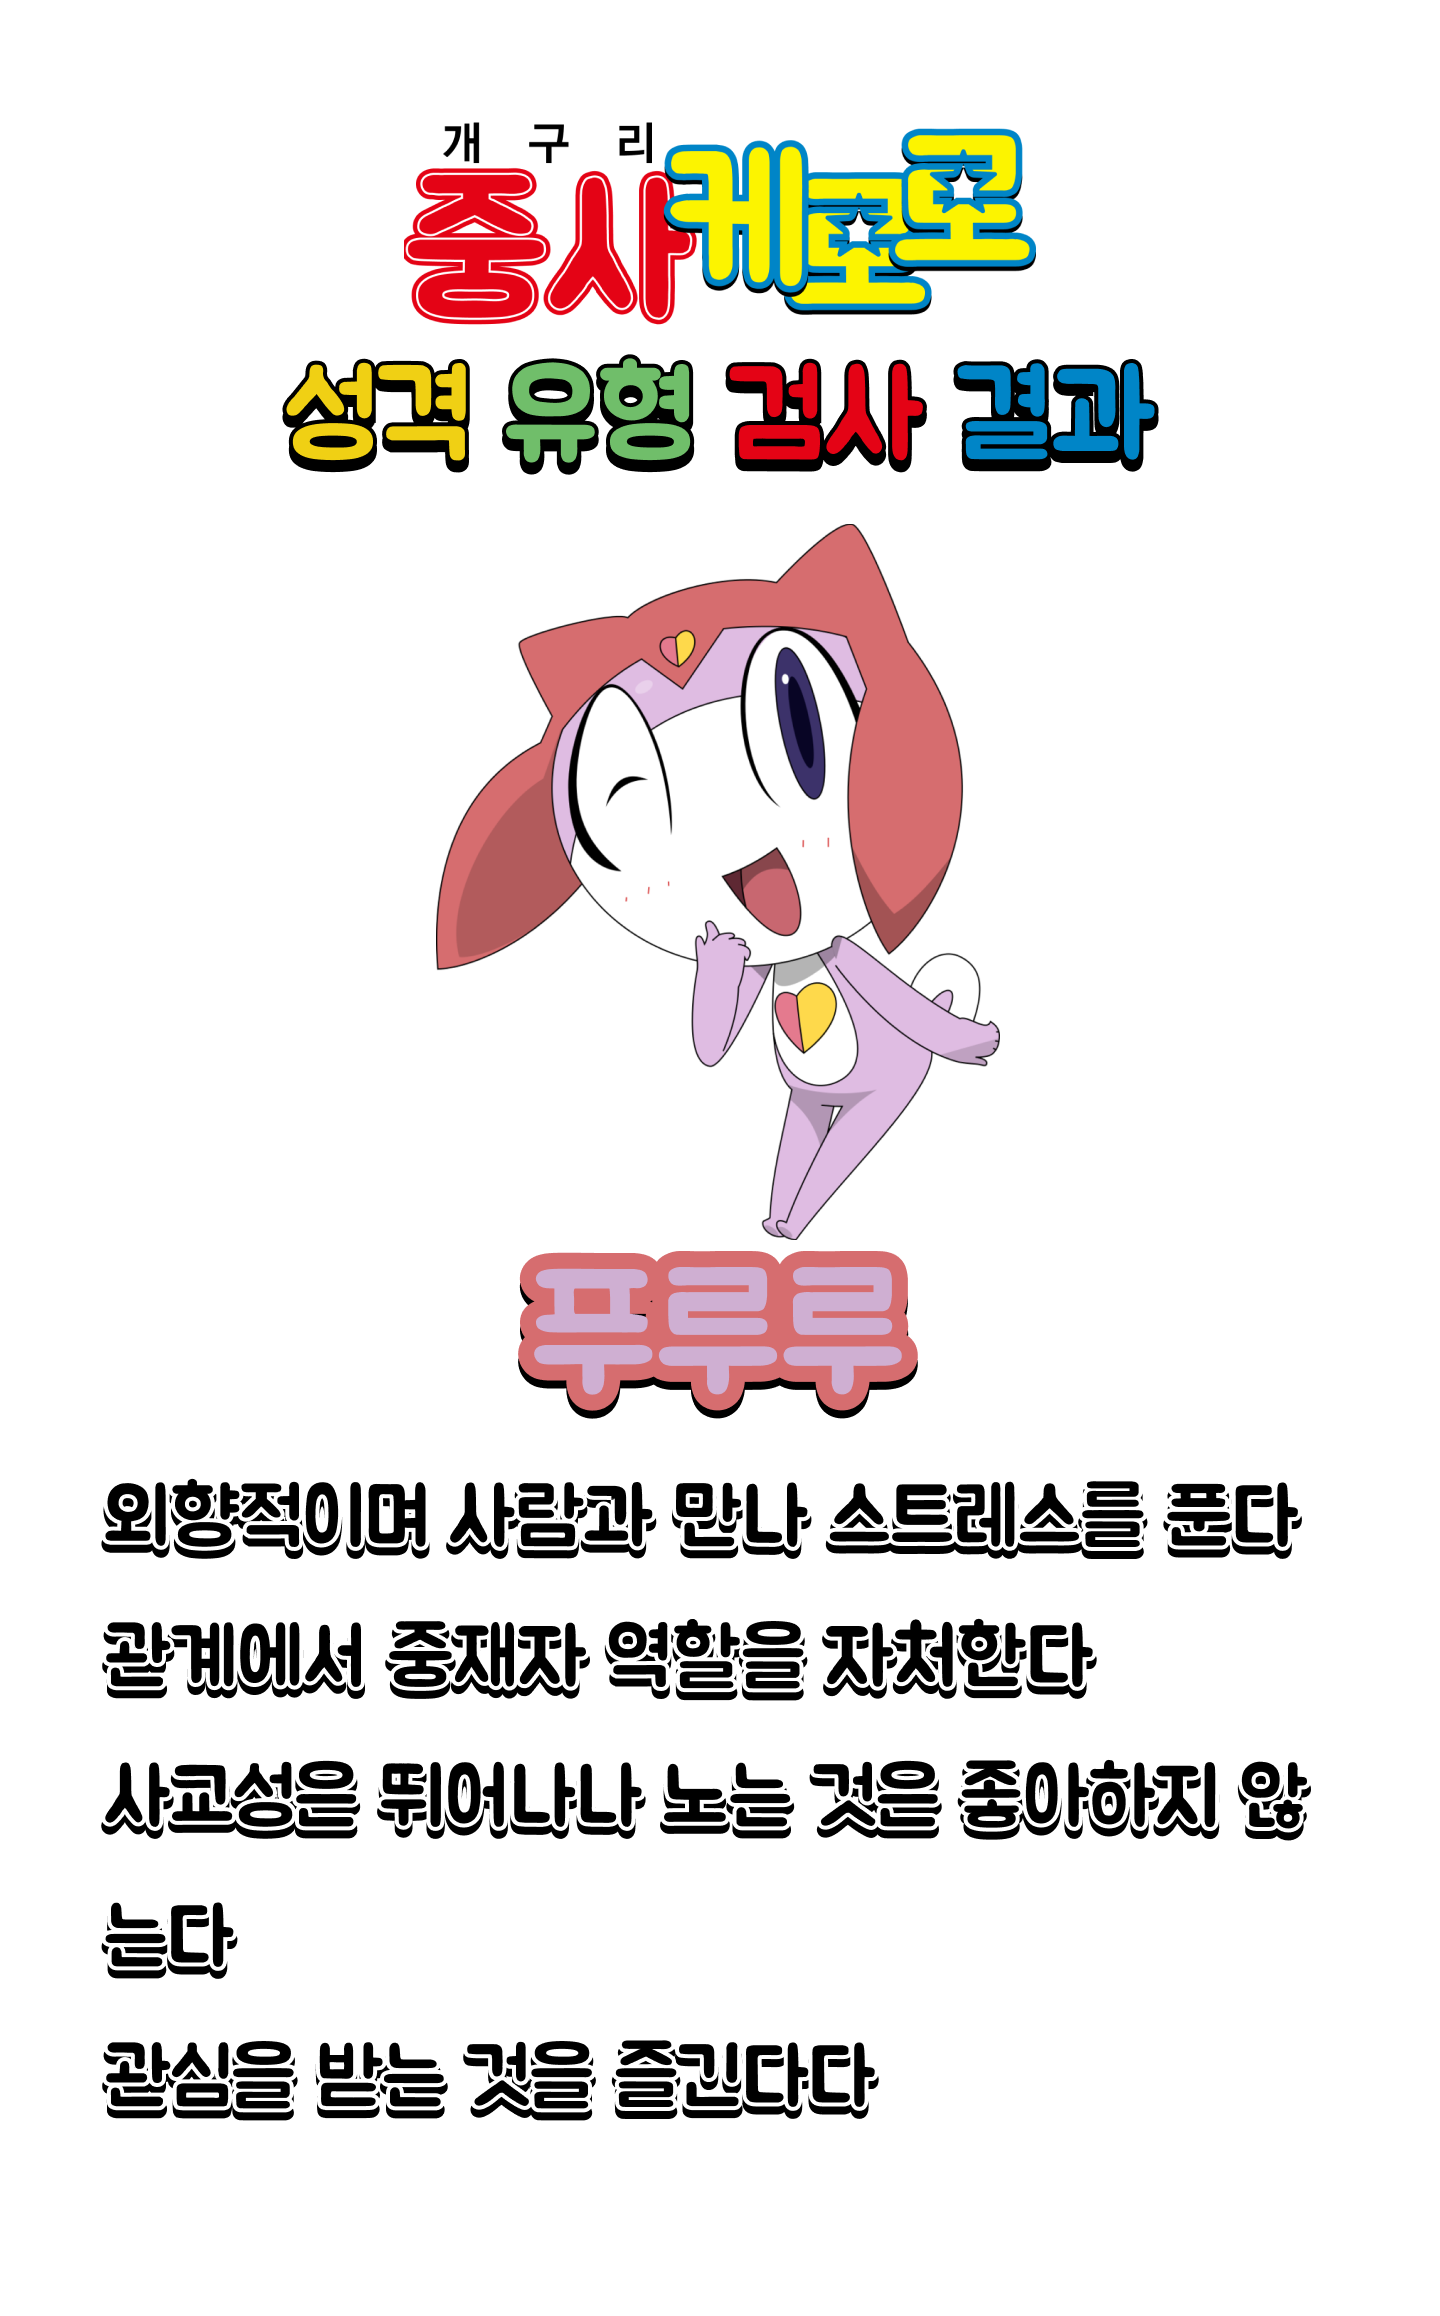 개 구 리
중사 케로로
성격 유형 검사 결과
푸루루
외향적이며 사람과 만나 스트레스를 푼다
관계에서 중재자 역할을 자처한다
사교성은 뛰어나나 노는 것은 좋아하지 않
는다
관심을 받는 것을 즐긴다다